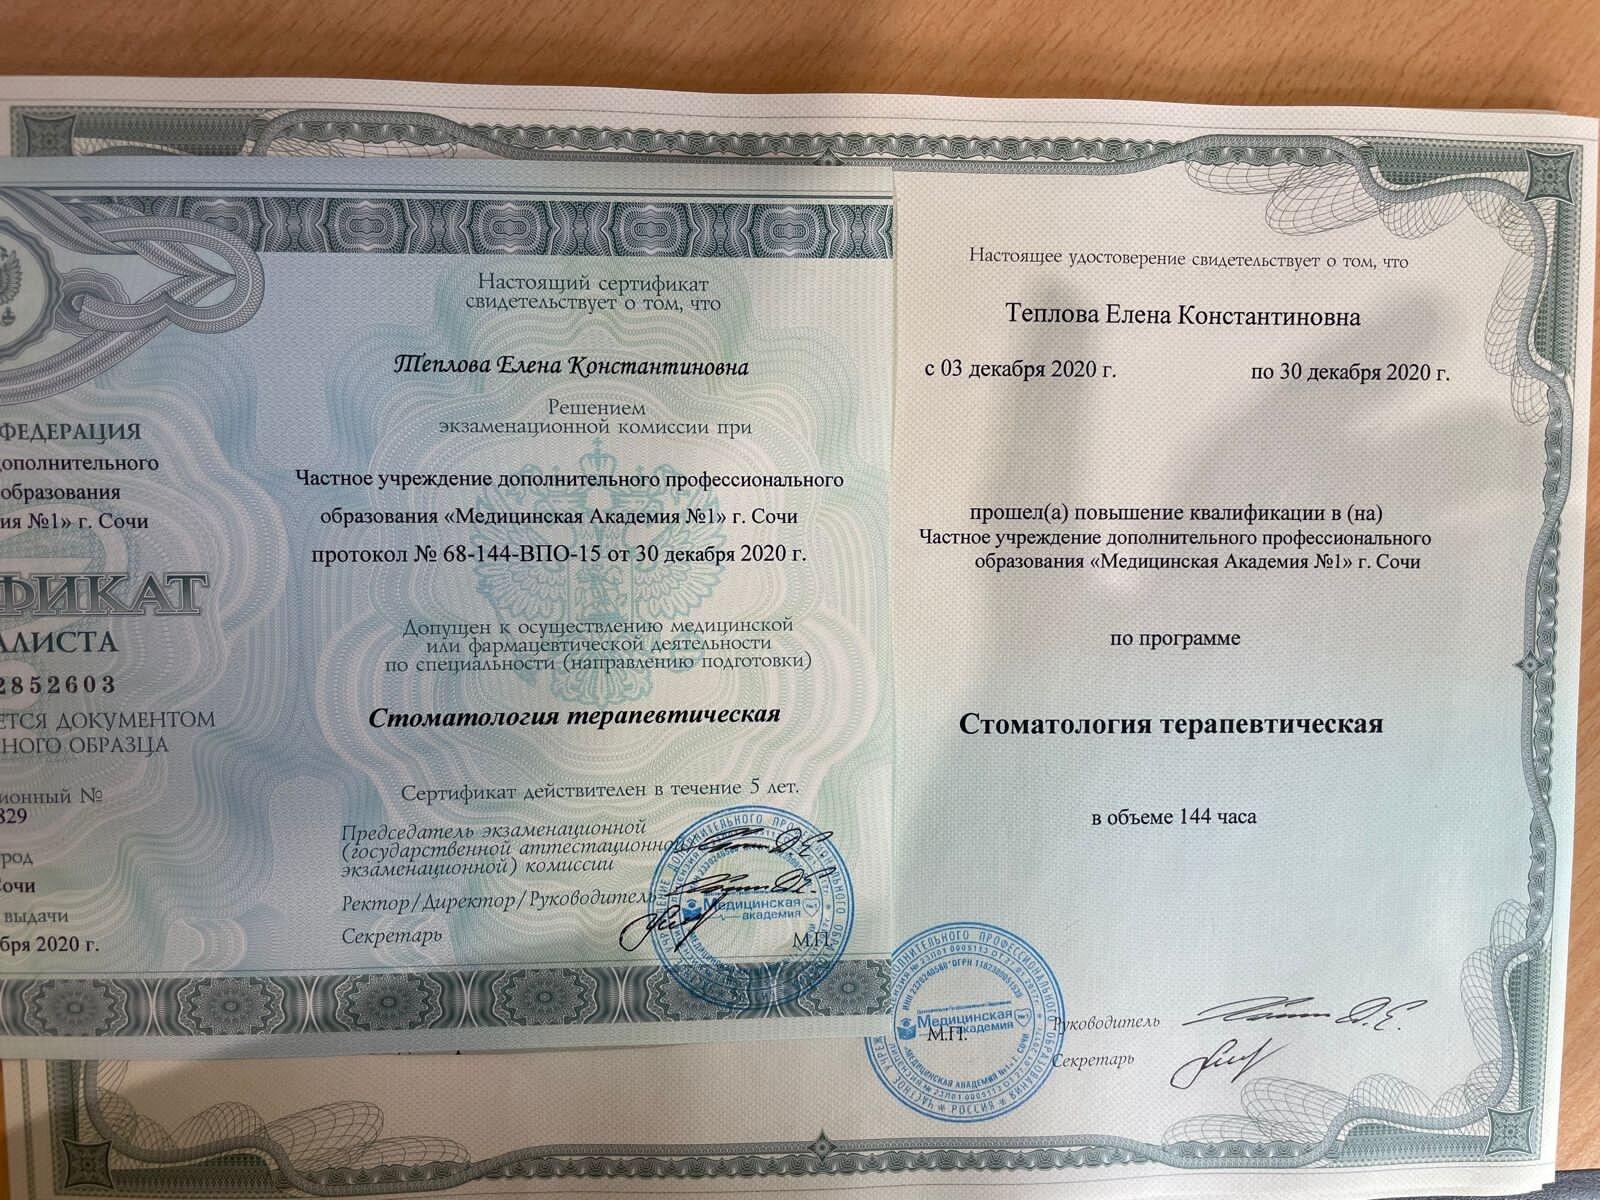 ФЕДЕРАЦИЯ
дополнительного
образования
ия №1» г. Сочи
ФИКАТ
АЛИСТА
2852603
ЕТСЯ ДОКУМЕНТОМ
НОГО ОБРАЗЦА
ионный №
829
род
Сочи
выдачи
бря 2020 г.
Настоящий сертификат
свидетельствует о том, что
Теплова Елена Константиновна
Решением
экзаменационной комиссии при
Частное учреждение дополнительного профессионального
образования «Медицинская Академия №1» г. Сочи
протокол № 68-144-ВПО-15 от 30 декабря 2020 г.
Допущен к осуществлению медицинской
или фармацевтической деятельности
по специальности (направлению подготовки)
Стоматология терапевтическая
Сертификат действителен в течение 5 лет.
Председатель экзаменационной
(государственной аттестационной,
экзаменационной) комиссии
Ректор/Директор/Руководитель
Секретарь
Медицинская
академия
М.П.
Настоящее удостоверение свидетельствует о том, что
Теплова Елена Константиновна
с 03 декабря 2020 г. по 30 декабря 2020 г.
прошел(а) повышение квалификации в (на)
Частное учреждение дополнительного профессионального
образования «Медицинская Академия №1» г. Сочи
по программе
Стоматология терапевтическая
в объеме 144 часа
Медицинская
академия
М.П.
Руководитель
Секретарь